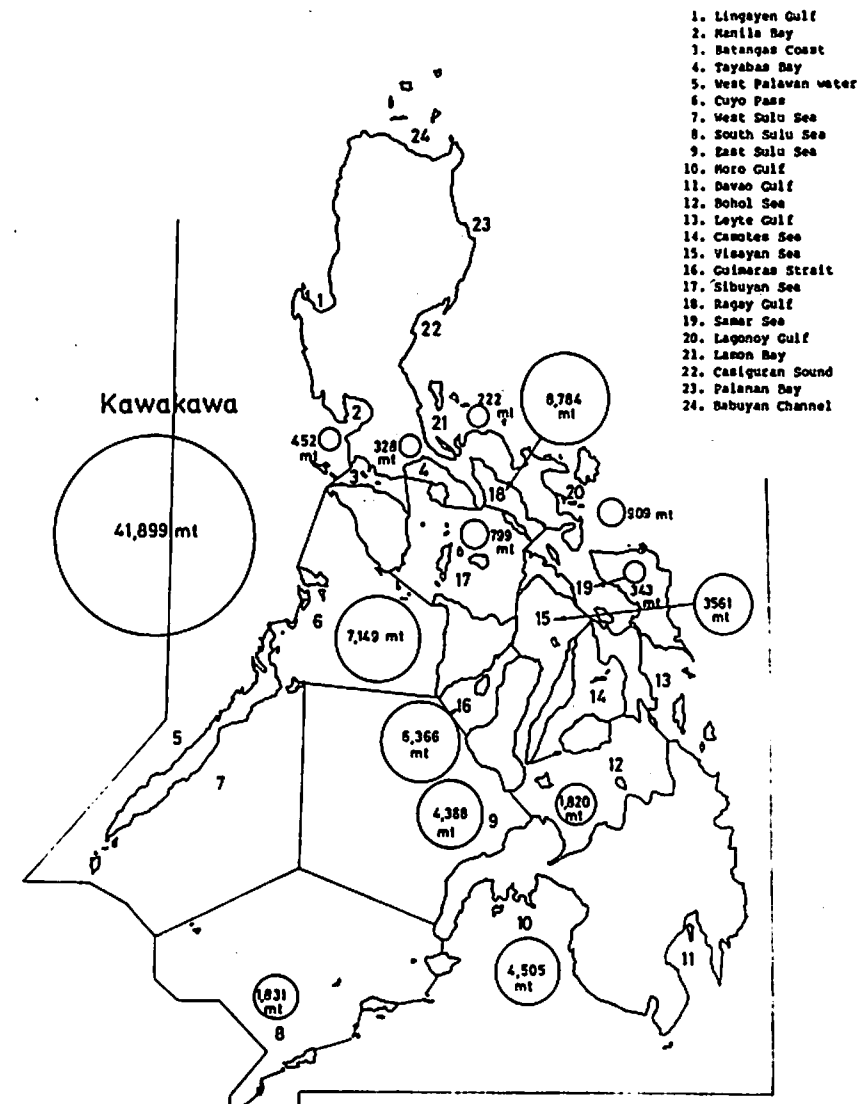 1. Lingayen Gulf
2. Manila Bay
3. Batangas Coast
4. Tayabas Bay
5. West Palawan water
6. Cuyo Pass
7. West Sulu Sea
8. South Sulu Sea
9. East Sulu Sea
10. Moro Gulf
11. Davao Gulf
12. Bohol Sea
13. Leyte Gulf
14. Camotes Sea
15. Visayan Sea
16. Guimaras Strait
17. Sibuyan Sea
18. Ragay Gulf
19. Samar Sea
20. Lagonoy Gulf
21. Lamon Bay
22. Casiguran Sound
23. Palanan Bay
24. Babuyan Channel
24
23
1
22
Kawakawa
2
21
222
mt
8,784
mt
452
mt
328
mt
3
4
18
20
41,899 mt
909 mt
799
mt
17
19
343
mt
3561
mt
6
15
7,149 mt
14
13
16
5
7
6,366
mt
12
4,388
mt
9
1,820
mt
10
11
4,505
mt
1,831
mt
8